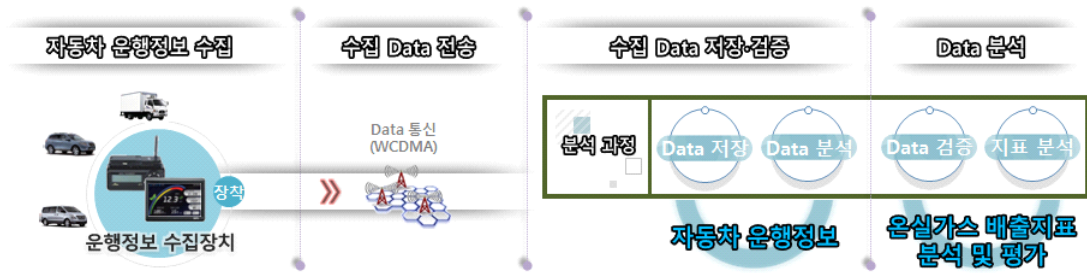 자동차 운행정보 수집
수집 Data 전송
수집 Data 저장·검증
Data 분석
장착
운행정보 수집장치
Data 통신
(WCDMA)
분석 과정
Data 저장
Data 분석
Data 검증
지표 분석
자동차 운행정보
온실가스 배출지표
분석 및 평가